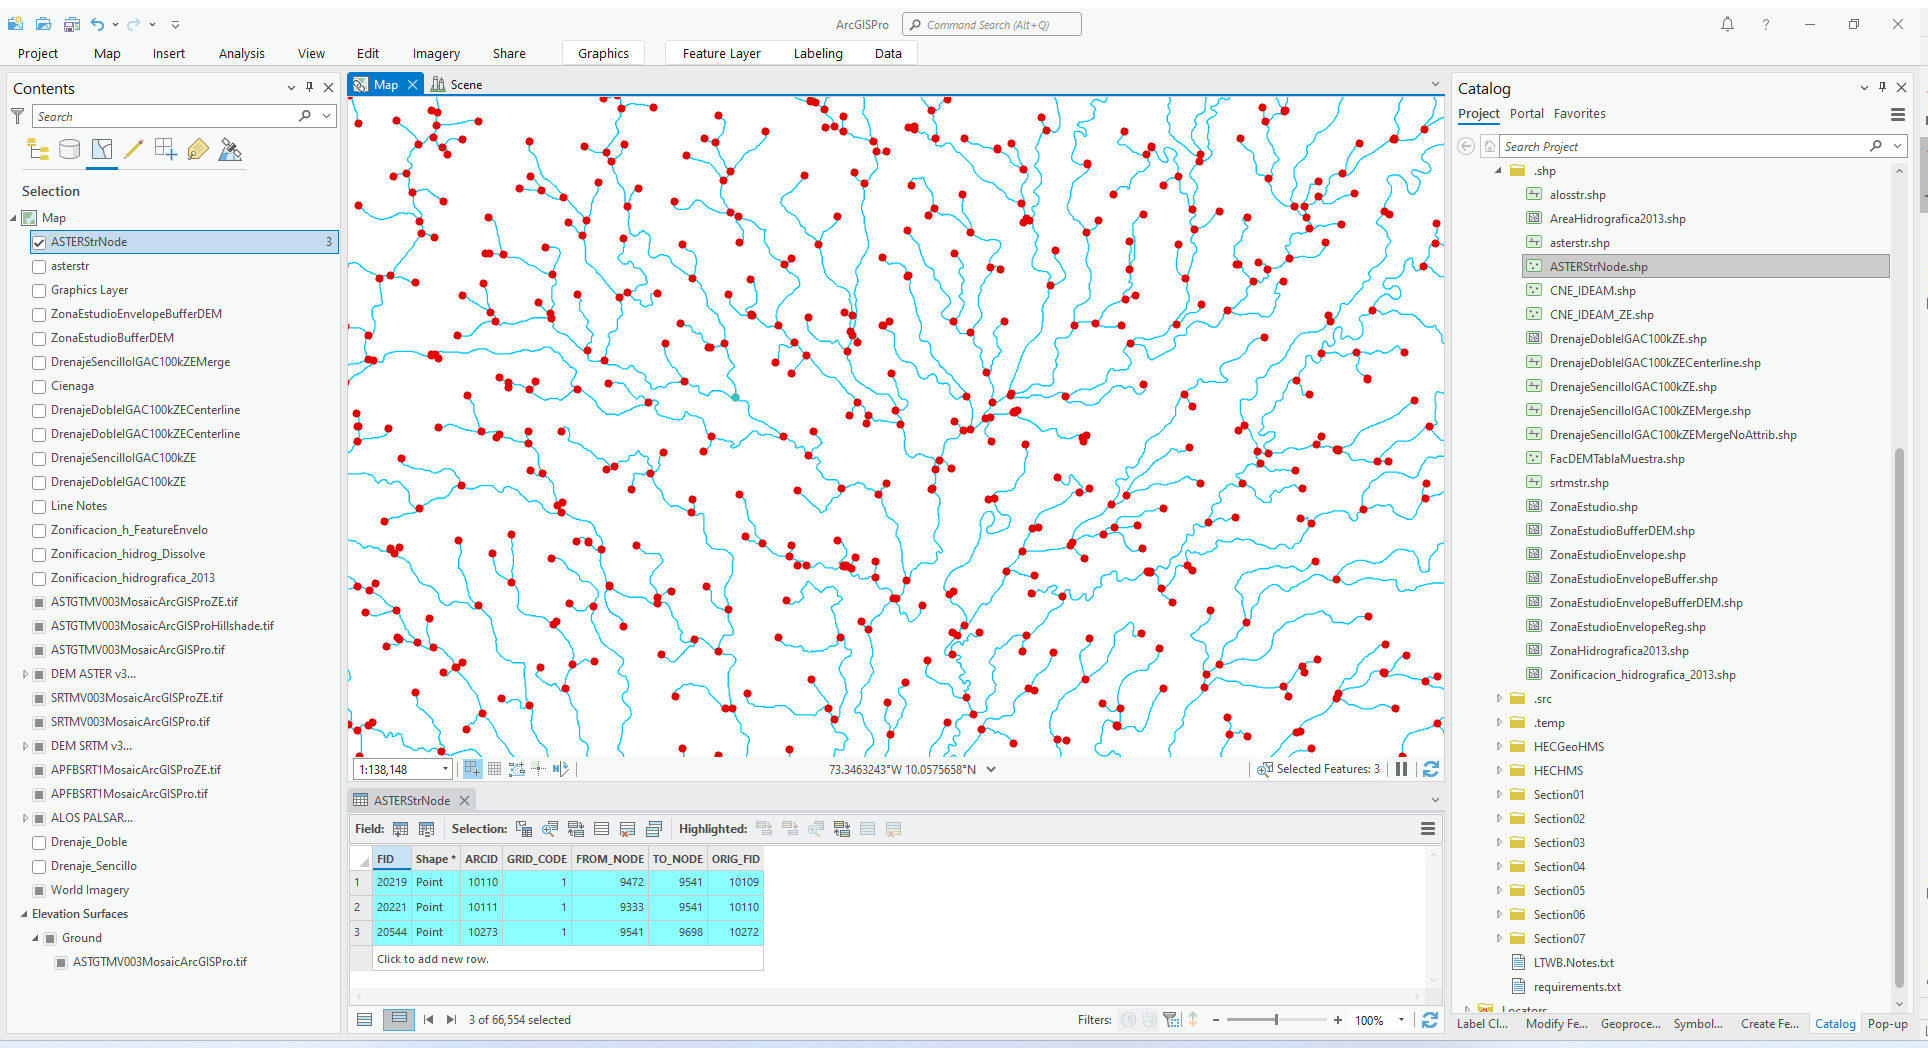 ArcGISPro
Command Search (Alt+Q)
?
Project Map Insert Analysis View Edit Imagery Share Graphics Feature Layer Labeling Data
Contents
Search
Selection
Map
ASTERStrNode 3
asterstr
Graphics Layer
ZonaEstudioEnvelopeBufferDEM
ZonaEstudioBufferDEM
DrenajeSencilloIGAC100kZEMerge
Cienaga
DrenajeDobleIGAC100kZECenterline
DrenajeDobleIGAC100kZECenterline
DrenajeSencilloIGAC100kZE
DrenajeDobleIGAC100kZE
Line Notes
Zonificacion_h_FeatureEnvelo
Zonificacion_hidrog_Dissolve
Zonificacion_hidrografica_2013
ASTGTMV003MosaicArcGISProZE.tif
ASTGTMV003MosaicArcGISProHillshade.tif
ASTGTMV003MosaicArcGISPro.tif
DEM ASTER v3...
SRTMV003MosaicArcGISProZE.tif
SRTMV003MosaicArcGISPro.tif
DEM SRTM v3...
APFBSRT1MosaicArcGISProZE.tif
APFBSRT1MosaicArcGISPro.tif
ALOS PALSAR...
Drenaje_Doble
Drenaje_Sencillo
World Imagery
Elevation Surfaces
Ground
ASTGTMV003MosaicArcGISPro.tif
Map Scene
1:138,148
73.3463243°W 10.0575658°N
Selected Features: 3
ASTERStrNode
Field: Selection: Highlighted:
FID Shape * ARCID GRID_CODE FROM_NODE TO_NODE ORIG_FID
1 20219 Point 10110 1 9472 9541 10109
2 20221 Point 10111 1 9333 9541 10110
3 20544 Point 10273 1 9541 9698 10272
Click to add new row.
3 of 66,554 selected
Filters:
100%
Catalog
Project Portal Favorites
Search Project
.shp
alosstr.shp
AreaHidrografica2013.shp
asterstr.shp
ASTERStrNode.shp
CNE_IDEAM.shp
CNE_IDEAM_ZE.shp
DrenajeDobleIGAC100kZE.shp
DrenajeDobleIGAC100kZECenterline.shp
DrenajeSencilloIGAC100kZE.shp
DrenajeSencilloIGAC100kZEMerge.shp
DrenajeSencilloIGAC100kZEMergeNoAttrib.shp
FacDEMTablaMuestra.shp
srtmstr.shp
ZonaEstudio.shp
ZonaEstudioBufferDEM.shp
ZonaEstudioEnvelope.shp
ZonaEstudioEnvelopeBuffer.shp
ZonaEstudioEnvelopeBufferDEM.shp
ZonaEstudioEnvelopeReg.shp
ZonaHidrografica2013.shp
Zonificacion_hidrografica_2013.shp
.src
.temp
HECGeoHMS
HECHMS
Section01
Section02
Section03
Section04
Section05
Section06
Section07
LTWB.Notes.txt
requirements.txt
Locators
Label Cl... Modify Fe... Geoproce... Symbol... Create Fe... Catalog Pop-up